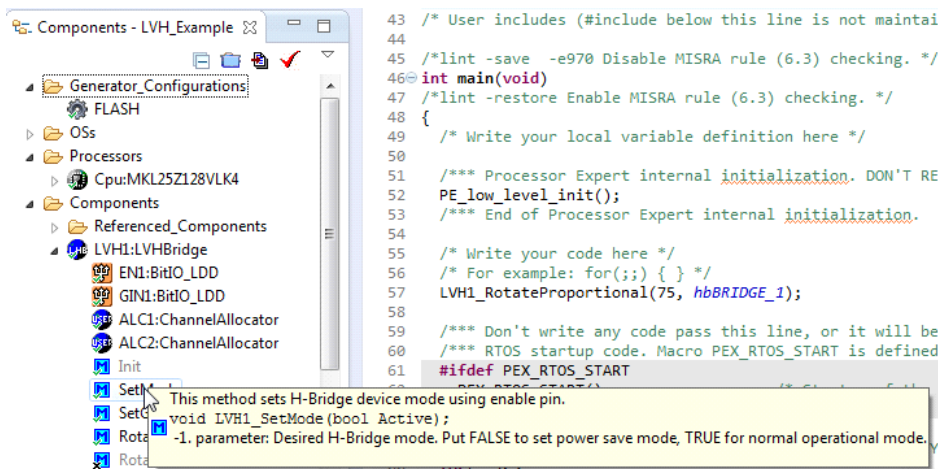 Components - LVH_Example
Generator_Configurations
FLASH
OSs
Processors
Cpu:MKL25Z128VLK4
Components
Referenced_Components
LVH1:LVHBridge
EN1:BitIO_LDD
GIN1:BitIO_LDD
ALC1:ChannelAllocator
ALC2:ChannelAllocator
Init
43 /* User includes (#include below this line is not maintai
44
45 /*lint -save  -e970 Disable MISRA rule (6.3) checking. */
46 int main(void)
47 /*lint -restore Enable MISRA rule (6.3) checking. */
48 {
49   /* Write your local variable definition here */
50
51   /*** Processor Expert internal initialization. DON'T RE
52   PE_low_level_init();
53   /*** End of Processor Expert internal initialization.
54
55   /* Write your code here */
56   /* For example: for(;;) { } */
57   LVH1_RotateProportional(75, hbBRIDGE_1);
58
59   /*** Don't write any code pass this line, or it will be
60   /*** RTOS startup code. Macro PEX_RTOS_START is defined
61   #ifdef PEX_RTOS_START
This method sets H-Bridge device mode using enable pin.
void LVH1_SetMode(bool Active);
-1. parameter: Desired H-Bridge mode. Put FALSE to set power save mode, TRUE for normal operational mode.
Rota
Rota